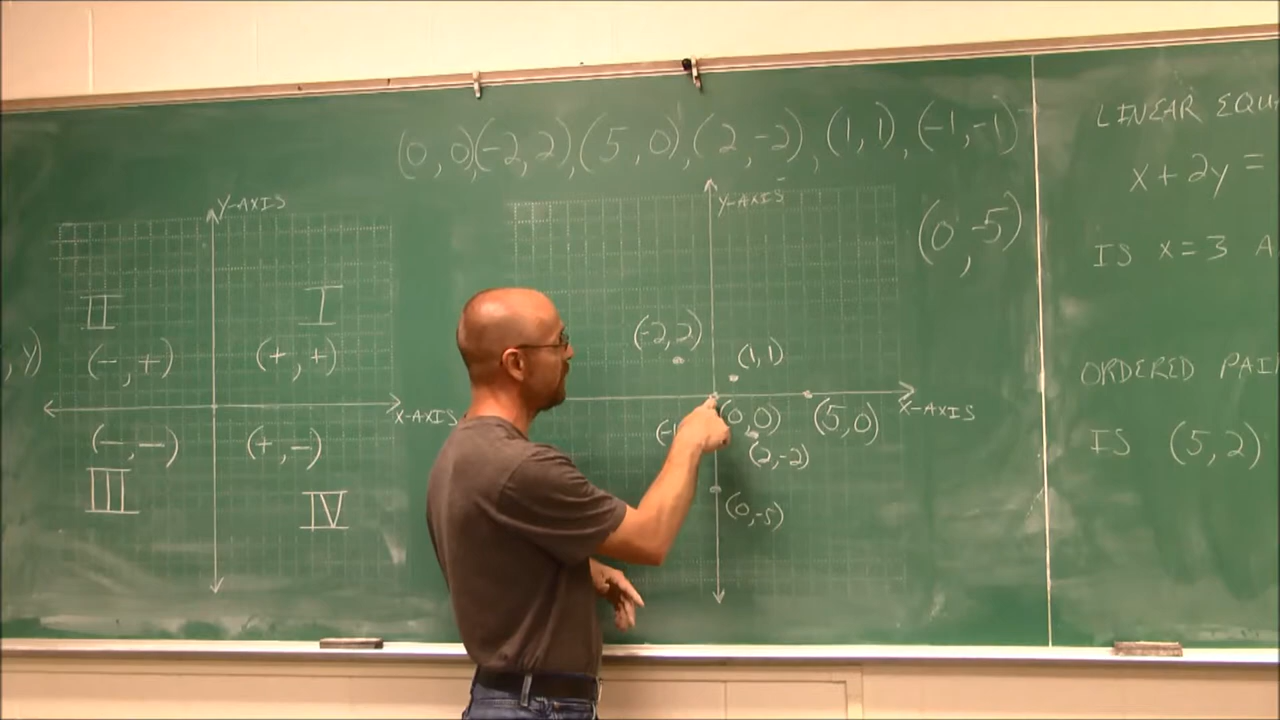 (0,0)(-2,2),(5,0),(2,-2),(1,1),(-1,-1)
(0,-5)
Y-AXIS
II
I
(-,+)
(+,+)
,y)
X-AXIS
(-,-)
(+,-)
III
IV
Y-AXIS
(-2,2)
(1,1)
(0,0)
(5,0)
X-AXIS
(-1
(2,-2)
(0,-5)
LINEAR EQU
x+2y=
IS x=3 A
ORDERED PAI
IS (5,2)